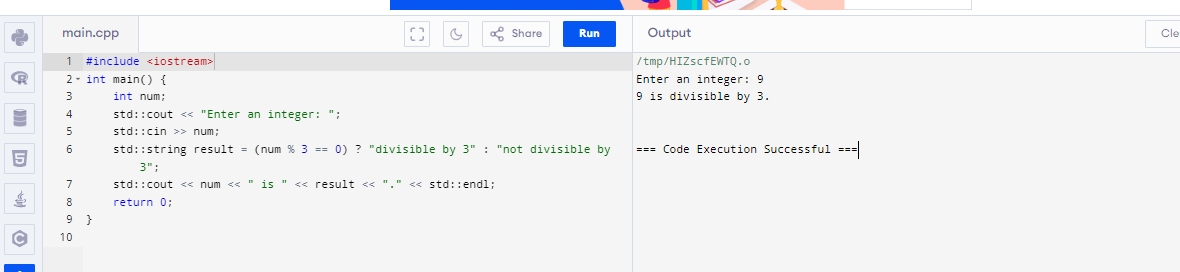 main.cpp
Share
Run
Output
Cle
1 #include <iostream>
2 int main() {
3     int num;
4     std::cout << "Enter an integer: ";
5     std::cin >> num;
6     std::string result = (num % 3 == 0) ? "divisible by 3" : "not divisible by
3";
7     std::cout << num << " is " << result << "." << std::endl;
8     return 0;
9 }
10
/tmp/HIZscfEWTQ.o
Enter an integer: 9
9 is divisible by 3.
=== Code Execution Successful ===